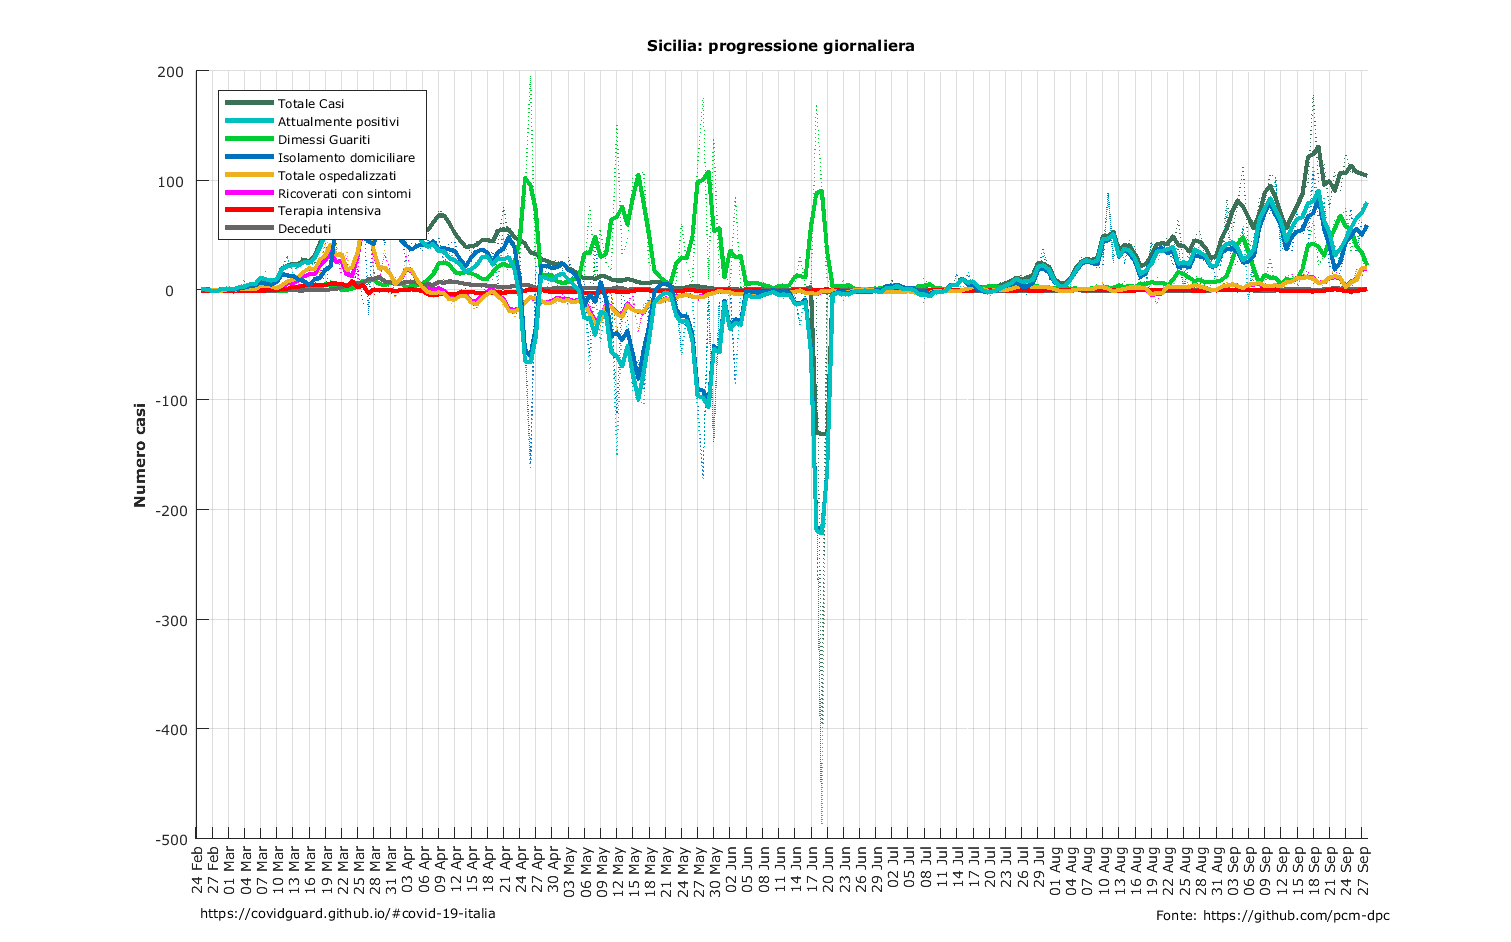 Sicilia: progressione giornaliera
200
100
0
-100
-200
-300
-400
-500
Numero casi
Totale Casi
Attualmente positivi
Dimessi Guariti
Isolamento domiciliare
Totale ospedalizzati
Ricoverati con sintomi
Terapia intensiva
Deceduti
24 Feb
27 Feb
01 Mar
04 Mar
07 Mar
10 Mar
13 Mar
16 Mar
19 Mar
22 Mar
25 Mar
28 Mar
31 Mar
03 Apr
06 Apr
09 Apr
12 Apr
15 Apr
18 Apr
21 Apr
24 Apr
27 Apr
30 Apr
03 May
06 May
09 May
12 May
15 May
18 May
21 May
24 May
27 May
30 May
02 Jun
05 Jun
08 Jun
11 Jun
14 Jun
17 Jun
20 Jun
23 Jun
26 Jun
29 Jun
02 Jul
05 Jul
08 Jul
11 Jul
14 Jul
17 Jul
20 Jul
23 Jul
26 Jul
29 Jul
01 Aug
04 Aug
07 Aug
10 Aug
13 Aug
16 Aug
19 Aug
22 Aug
25 Aug
28 Aug
31 Aug
03 Sep
06 Sep
09 Sep
12 Sep
15 Sep
18 Sep
21 Sep
24 Sep
27 Sep
https://covidguard.github.io/#covid-19-italia
Fonte: https://github.com/pcm-dpc